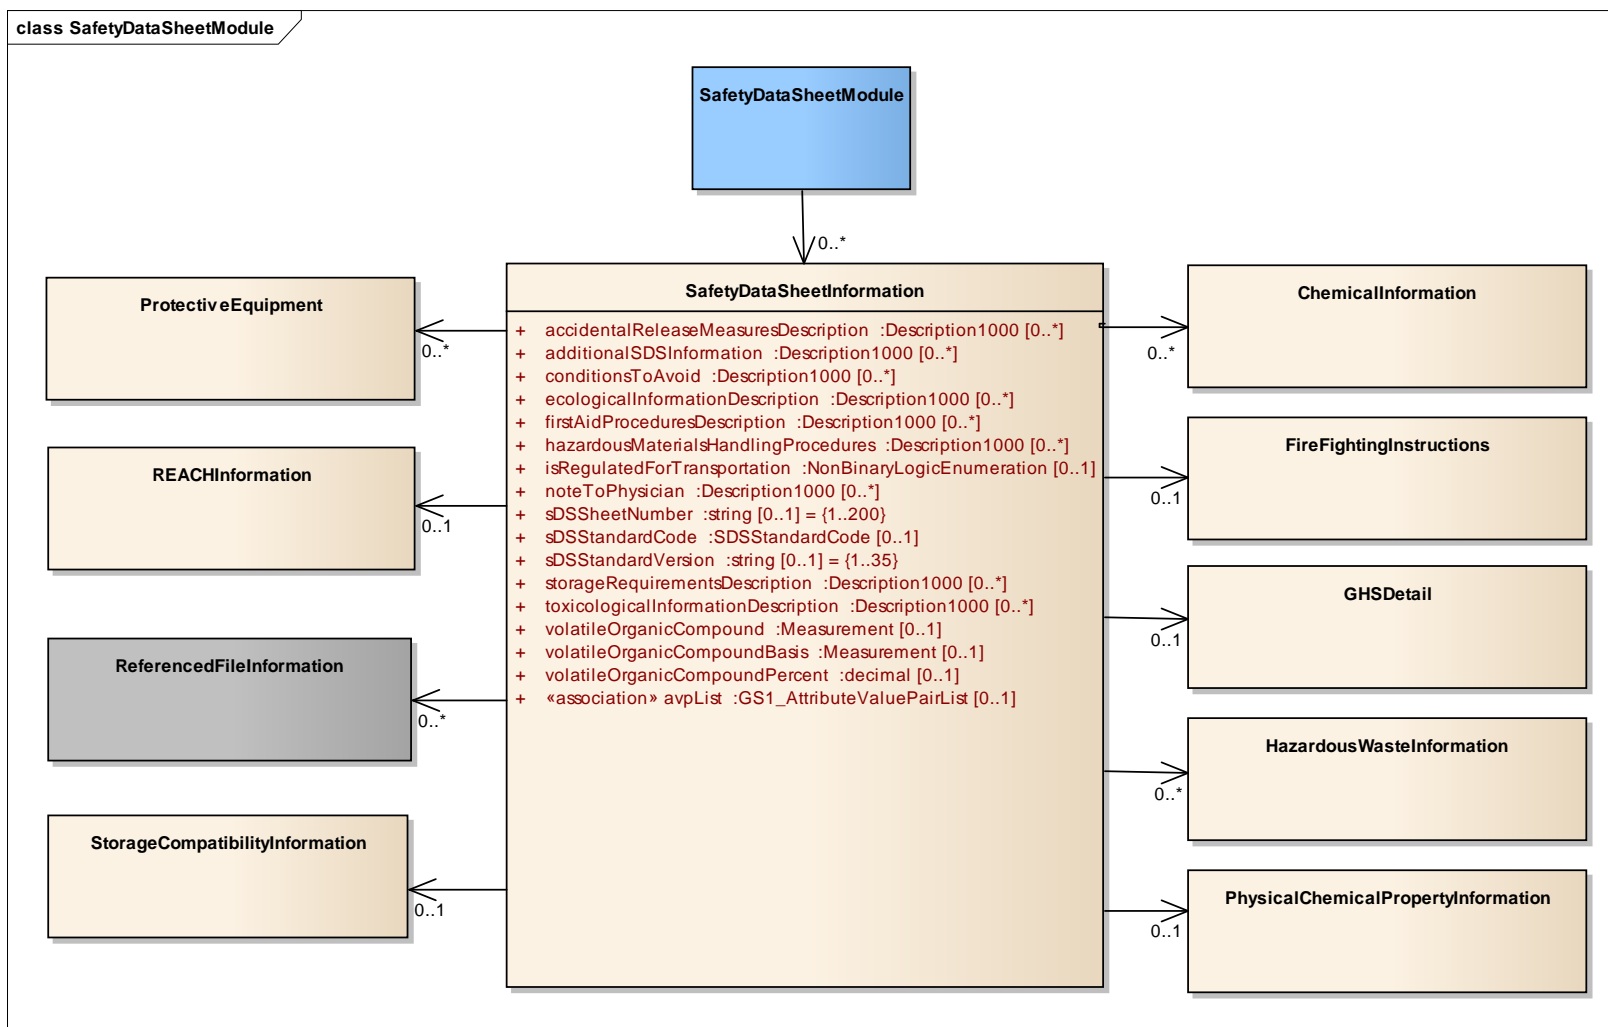 class SafetyDataSheetModule
SafetyDataSheetModule
0..*
SafetyDataSheetInformation
+ accidentalReleaseMeasuresDescription :Description1000 [0..*]
+ additionalSDSInformation :Description1000 [0..*]
+ conditionsToAvoid :Description1000 [0..*]
+ ecologicalInformationDescription :Description1000 [0..*]
+ firstAidProceduresDescription :Description1000 [0..*]
+ hazardousMaterialsHandlingProcedures :Description1000 [0..*]
+ isRegulatedForTransportation :NonBinaryLogicEnumeration [0..1]
+ noteToPhysician :Description1000 [0..*]
+ sDSSheetNumber :string [0..1] = {1..200}
+ sDSStandardCode :SDSStandardCode [0..1]
+ sDSStandardVersion :string [0..1] = {1..35}
+ storageRequirementsDescription :Description1000 [0..*]
+ toxicologicalInformationDescription :Description1000 [0..*]
+ volatileOrganicCompound :Measurement [0..1]
+ volatileOrganicCompoundBasis :Measurement [0..1]
+ volatileOrganicCompoundPercent :decimal [0..1]
+ «association» avpList :GS1_AttributeValuePairList [0..1]
ProtectiveEquipment
0..*
REACHInformation
0..1
ReferencedFileInformation
0..*
StorageCompatibilityInformation
0..1
ChemicalInformation
0..*
FireFightingInstructions
0..1
GHSDetail
0..1
HazardousWasteInformation
0..*
PhysicalChemicalPropertyInformation
0..1